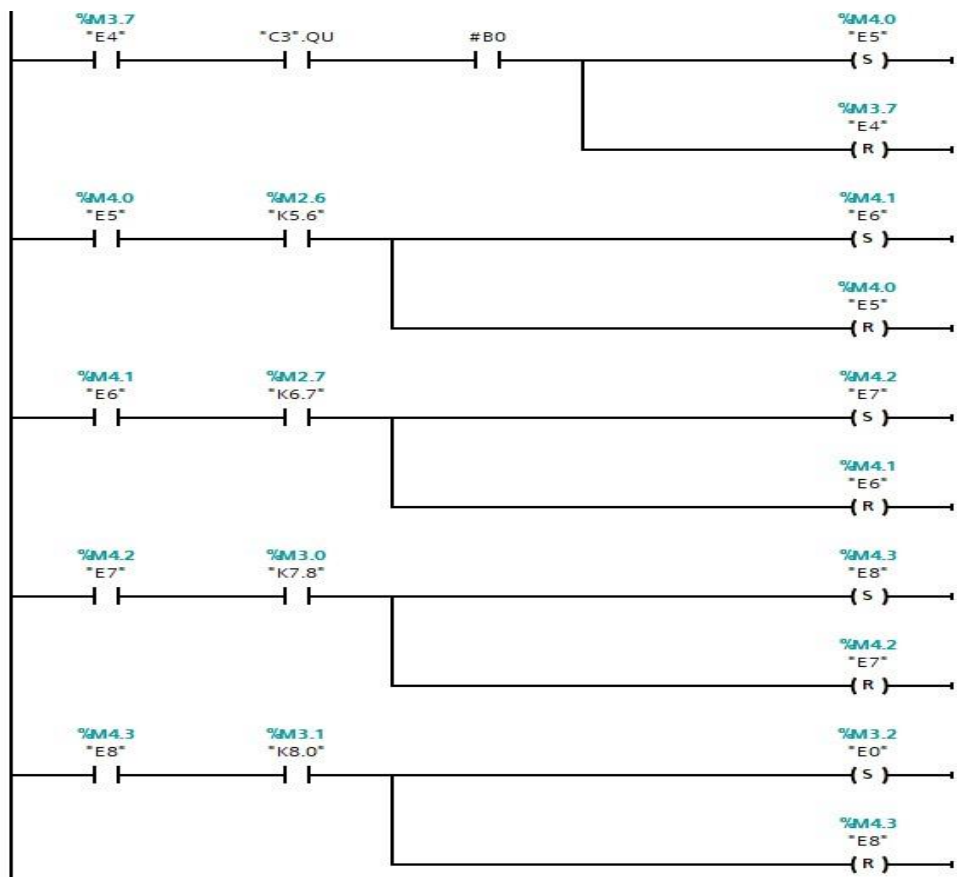 %M3.7 %M4.0
"E4" "C3".QU #B0 "E5"
S
%M3.7
"E4"
R
%M4.0 %M2.6 %M4.1
"E5" "K5.6" "E6"
S
%M4.0
"E5"
R
%M4.1 %M2.7 %M4.2
"E6" "K6.7" "E7"
S
%M4.1
"E6"
R
%M4.2 %M3.0 %M4.3
"E7" "K7.8" "E8"
S
%M4.2
"E7"
R
%M4.3 %M3.1 %M3.2
"E8" "K8.0" "E0"
S
%M4.3
"E8"
R